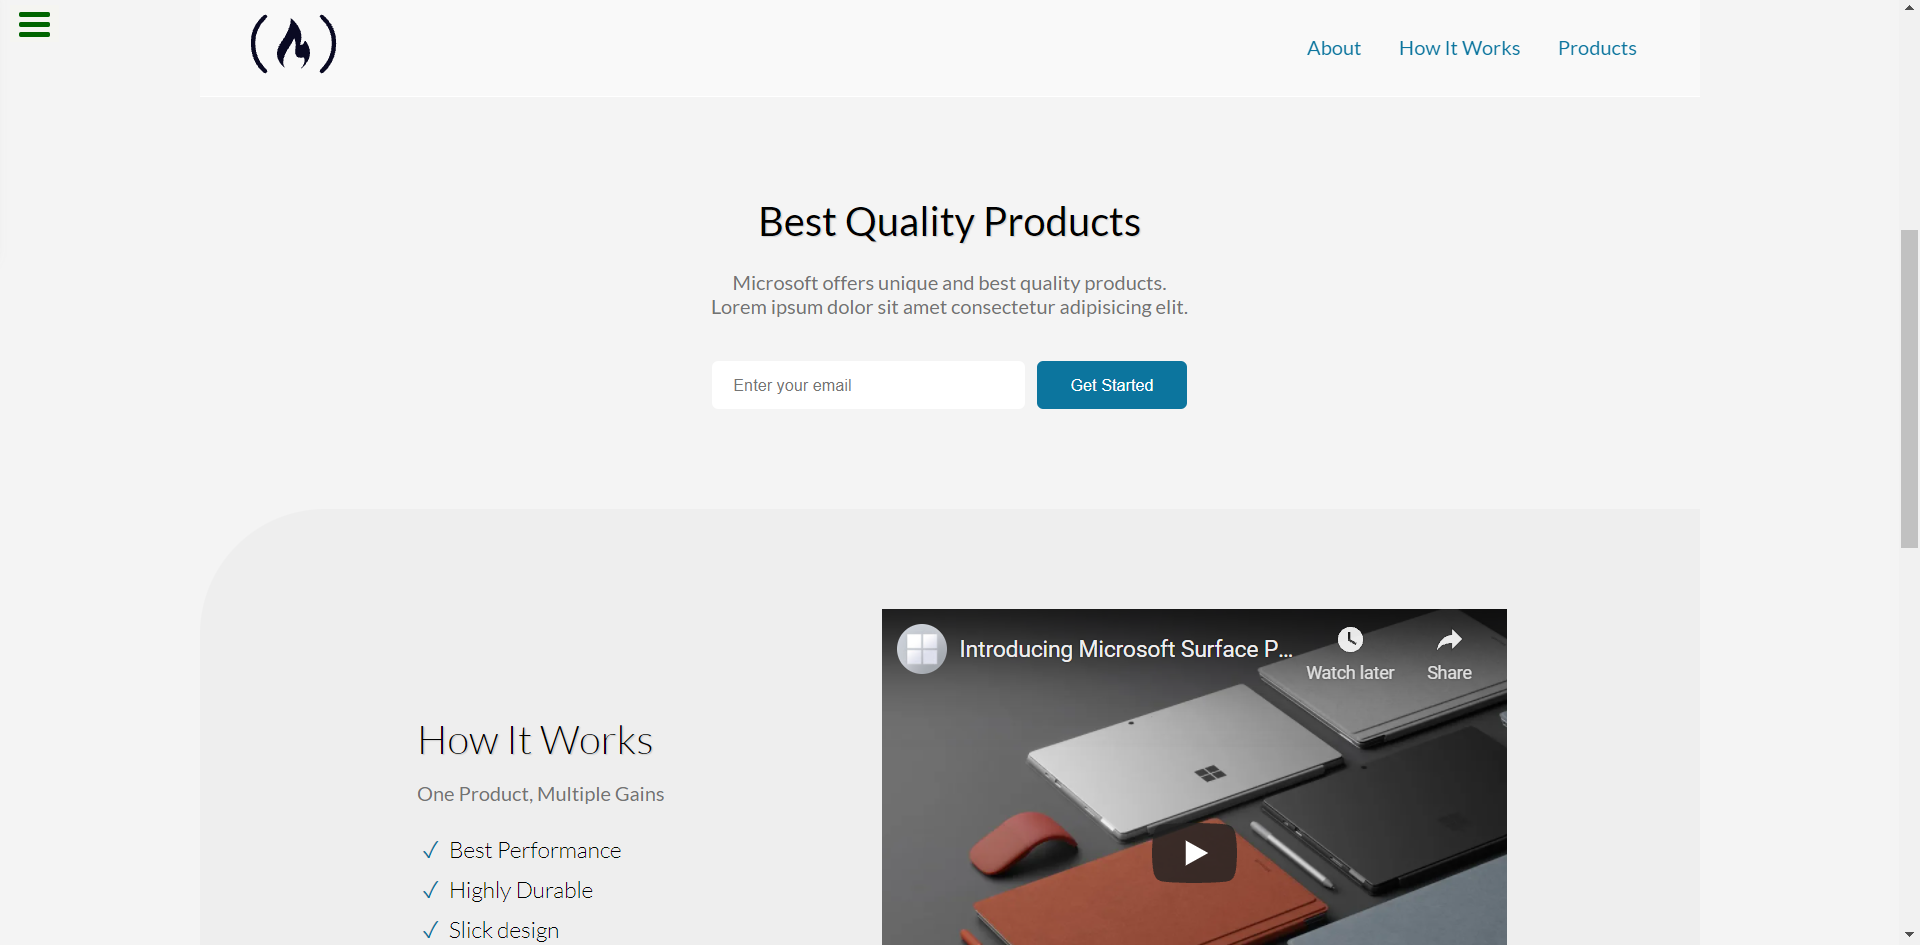 About
How It Works
Products
Best Quality Products
Microsoft offers unique and best quality products.
Lorem ipsum dolor sit amet consectetur adipisicing elit.
Enter your email
Get Started
How It Works
One Product, Multiple Gains
✓ Best Performance
✓ Highly Durable
✓ Slick design
Introducing Microsoft Surface P...
Watch later
Share